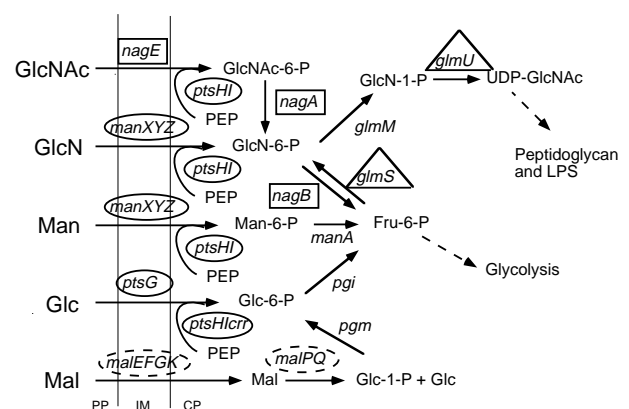 nagE
glmU
GlcNAc
GlcNAc-6-P
GlcN-1-P
UDP-GlcNAc
ptsHI
nagA
PEP
glmM
manXYZ
GlcN
GlcN-6-P
Peptidoglycan
and LPS
ptsHI
glmS
nagB
PEP
manXYZ
Man
Man-6-P
Fru-6-P
manA
ptsHI
PEP
Glycolysis
ptsG
pgi
Glc
Glc-6-P
ptsHIcrr
pgm
PEP
malEFGK
malPQ
Mal
Mal
Glc-1-P + Glc
PP
IM
CP